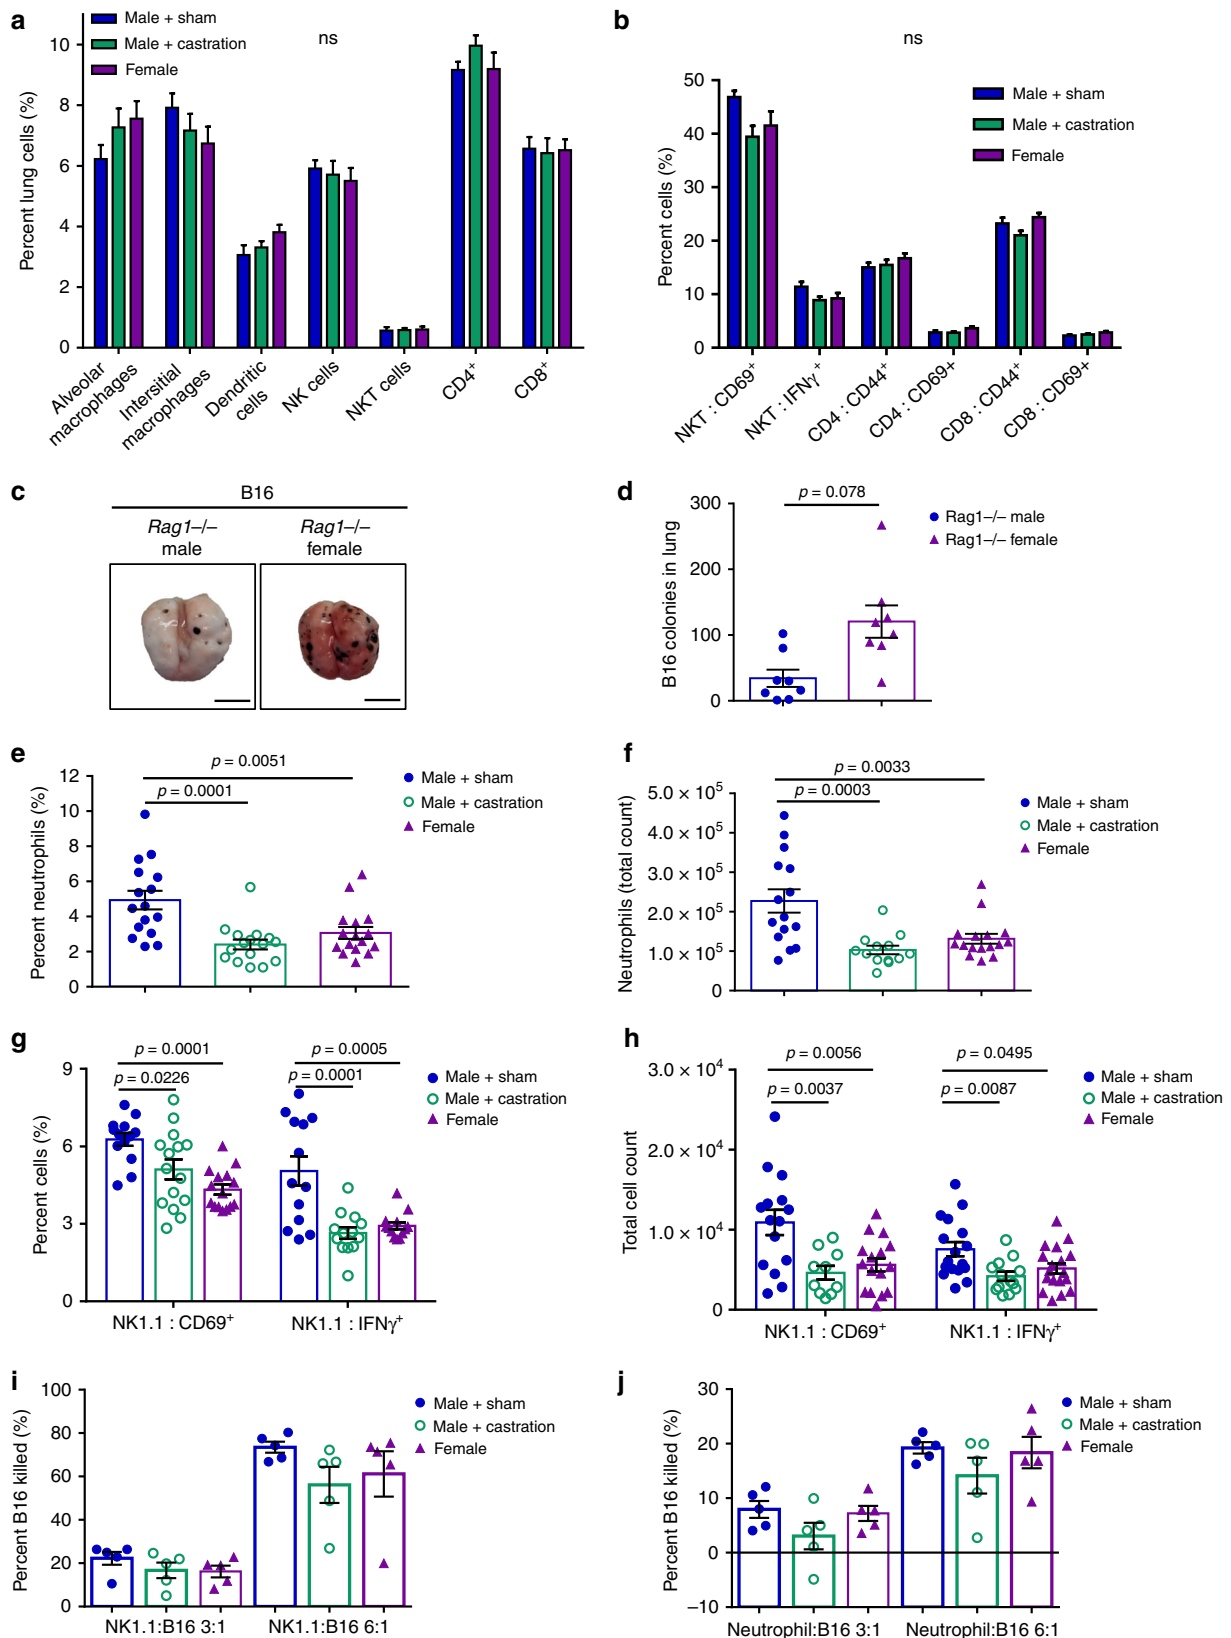 a
Male + sham
Male + castration
Female
ns
Percent lung cells (%)
10
8
6
4
2
0
Alveolar macrophages
Intersitial macrophages
Dendritic cells
NK cells
NKT cells
CD4+
CD8+
b
ns
Male + sham
Male + castration
Female
Percent cells (%)
50
40
30
20
10
0
NKT : CD69+
NKT : IFNγ+
CD4 : CD44+
CD4 : CD69+
CD8 : CD44+
CD8 : CD69+
c
B16
Rag1–/– male
Rag1–/– female
d
p = 0.078
Rag1–/– male
Rag1–/– female
B16 colonies in lung
300
200
100
0
e
p = 0.0051
p = 0.0001
Male + sham
Male + castration
Female
Percent neutrophils (%)
12
10
8
6
4
2
0
f
p = 0.0033
p = 0.0003
Male + sham
Male + castration
Female
Neutrophils (total count)
5.0 × 10⁵
4.0 × 10⁵
3.0 × 10⁵
2.0 × 10⁵
1.0 × 10⁵
0
g
p = 0.0001
p = 0.0226
p = 0.0005
p = 0.0001
Male + sham
Male + castration
Female
Percent cells (%)
9
6
3
0
NK1.1 : CD69+
NK1.1 : IFNγ+
h
p = 0.0056
p = 0.0037
p = 0.0495
p = 0.0087
Male + sham
Male + castration
Female
Total cell count
3.0 × 10⁴
2.0 × 10⁴
1.0 × 10⁴
0
NK1.1 : CD69+
NK1.1 : IFNγ+
i
Male + sham
Male + castration
Female
Percent B16 killed (%)
100
80
60
40
20
0
NK1.1:B16 3:1
NK1.1:B16 6:1
j
Male + sham
Male + castration
Female
Percent B16 killed (%)
30
20
10
0
–10
Neutrophil:B16 3:1
Neutrophil:B16 6:1